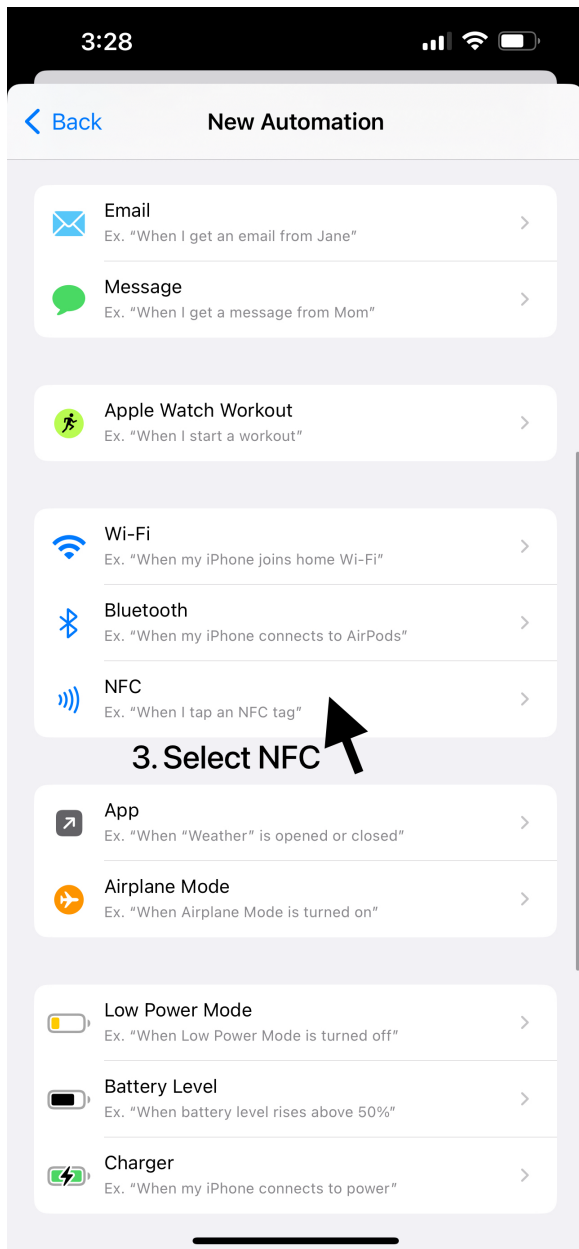 3:28
Back
New Automation
Email
Ex. “When I get an email from Jane”
Message
Ex. “When I get a message from Mom”
Apple Watch Workout
Ex. “When I start a workout”
Wi-Fi
Ex. “When my iPhone joins home Wi-Fi”
Bluetooth
Ex. “When my iPhone connects to AirPods”
NFC
Ex. “When I tap an NFC tag”
3. Select NFC
App
Ex. “When “Weather” is opened or closed”
Airplane Mode
Ex. “When Airplane Mode is turned on”
Low Power Mode
Ex. “When Low Power Mode is turned off”
Battery Level
Ex. “When battery level rises above 50%”
Charger
Ex. “When my iPhone connects to power”